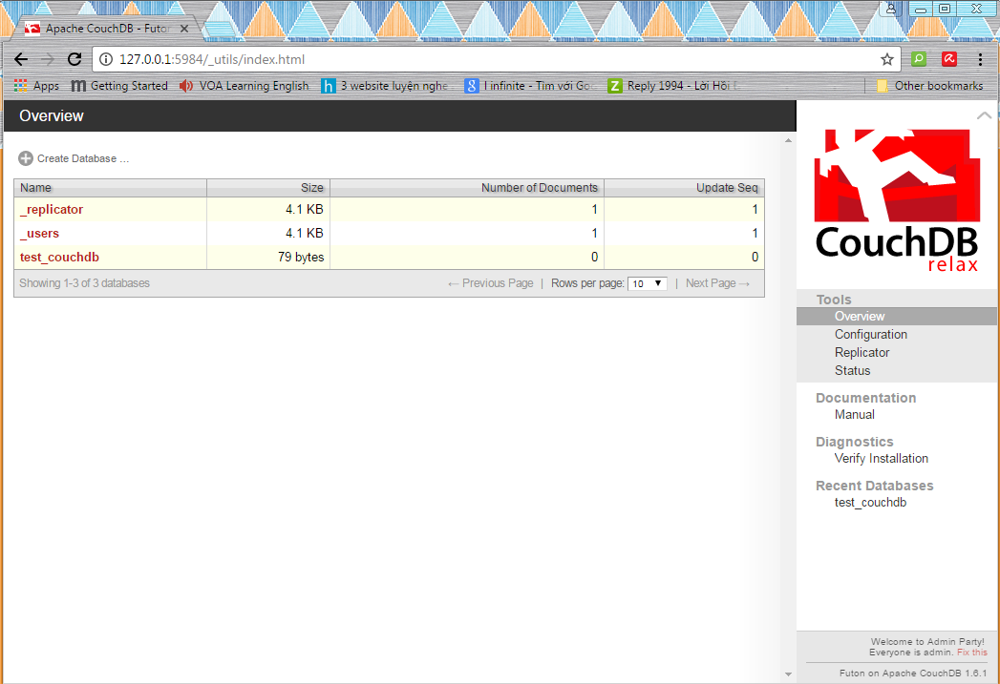 Apache CouchDB - Futon
127.0.0.1:5984/_utils/index.html
Apps
Getting Started
VOA Learning English
3 website luyện nghe
I infinite - Tìm với Goo
Reply 1994 - Lời Hồi
Other bookmarks
Overview
Create Database ...
Name Size Number of Documents Update Seq
_replicator 4.1 KB 1 1
_users 4.1 KB 1 1
test_couchdb 79 bytes 0 0
Showing 1-3 of 3 databases ← Previous Page | Rows per page: 10 | Next Page →
CouchDB
relax
Tools
Overview
Configuration
Replicator
Status
Documentation
Manual
Diagnostics
Verify Installation
Recent Databases
test_couchdb
Welcome to Admin Party!
Everyone is admin. Fix this
Futon on Apache CouchDB 1.6.1